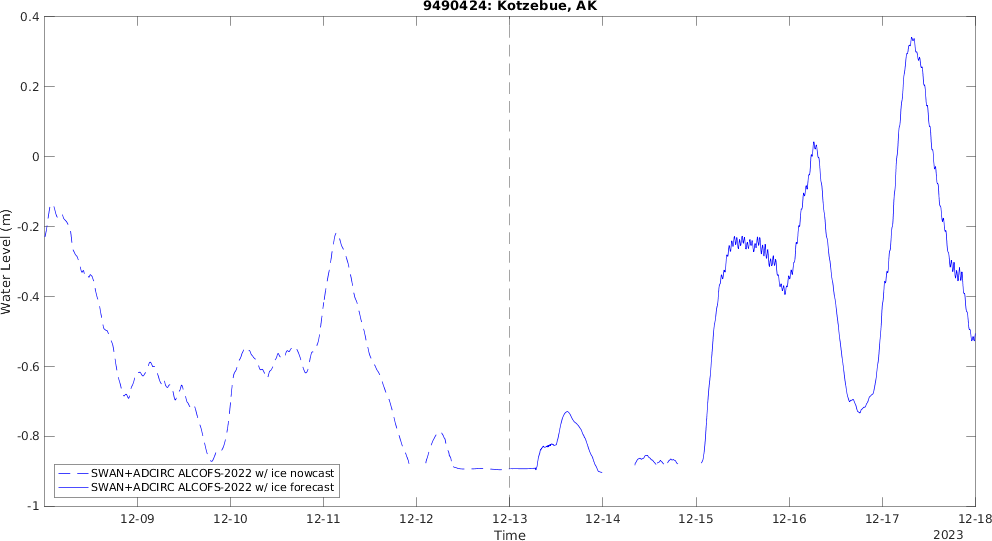 9490424: Kotzebue, AK
0.4
0.2
0
-0.2
-0.4
-0.6
-0.8
-1
Water Level (m)
SWAN+ADCIRC ALCOFS-2022 w/ ice nowcast
SWAN+ADCIRC ALCOFS-2022 w/ ice forecast
12-09 12-10 12-11 12-12 12-13 12-14 12-15 12-16 12-17 12-18
Time
2023